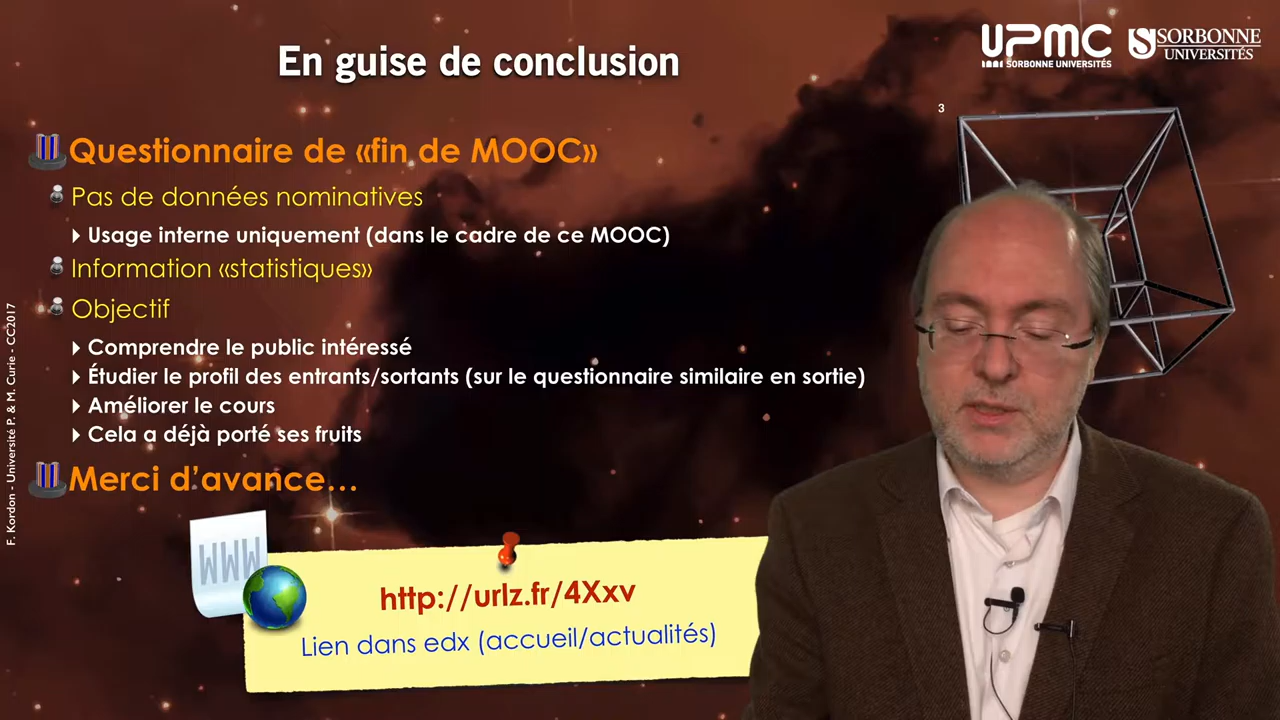 En guise de conclusion
UPMC
SORBONNE UNIVERSITÉS
SORBONNE
UNIVERSITÉS
3
Questionnaire de «fin de MOOC»
Pas de données nominatives
Usage interne uniquement (dans le cadre de ce MOOC)
Information «statistiques»
Objectif
Comprendre le public intéressé
Étudier le profil des entrants/sortants (sur le questionnaire similaire en sortie)
Améliorer le cours
Cela a déjà porté ses fruits
Merci d’avance…
WWW
http://urlz.fr/4Xxv
Lien dans edx (accueil/actualités)
F. Kordon - Université P. & M. Curie - CC2017